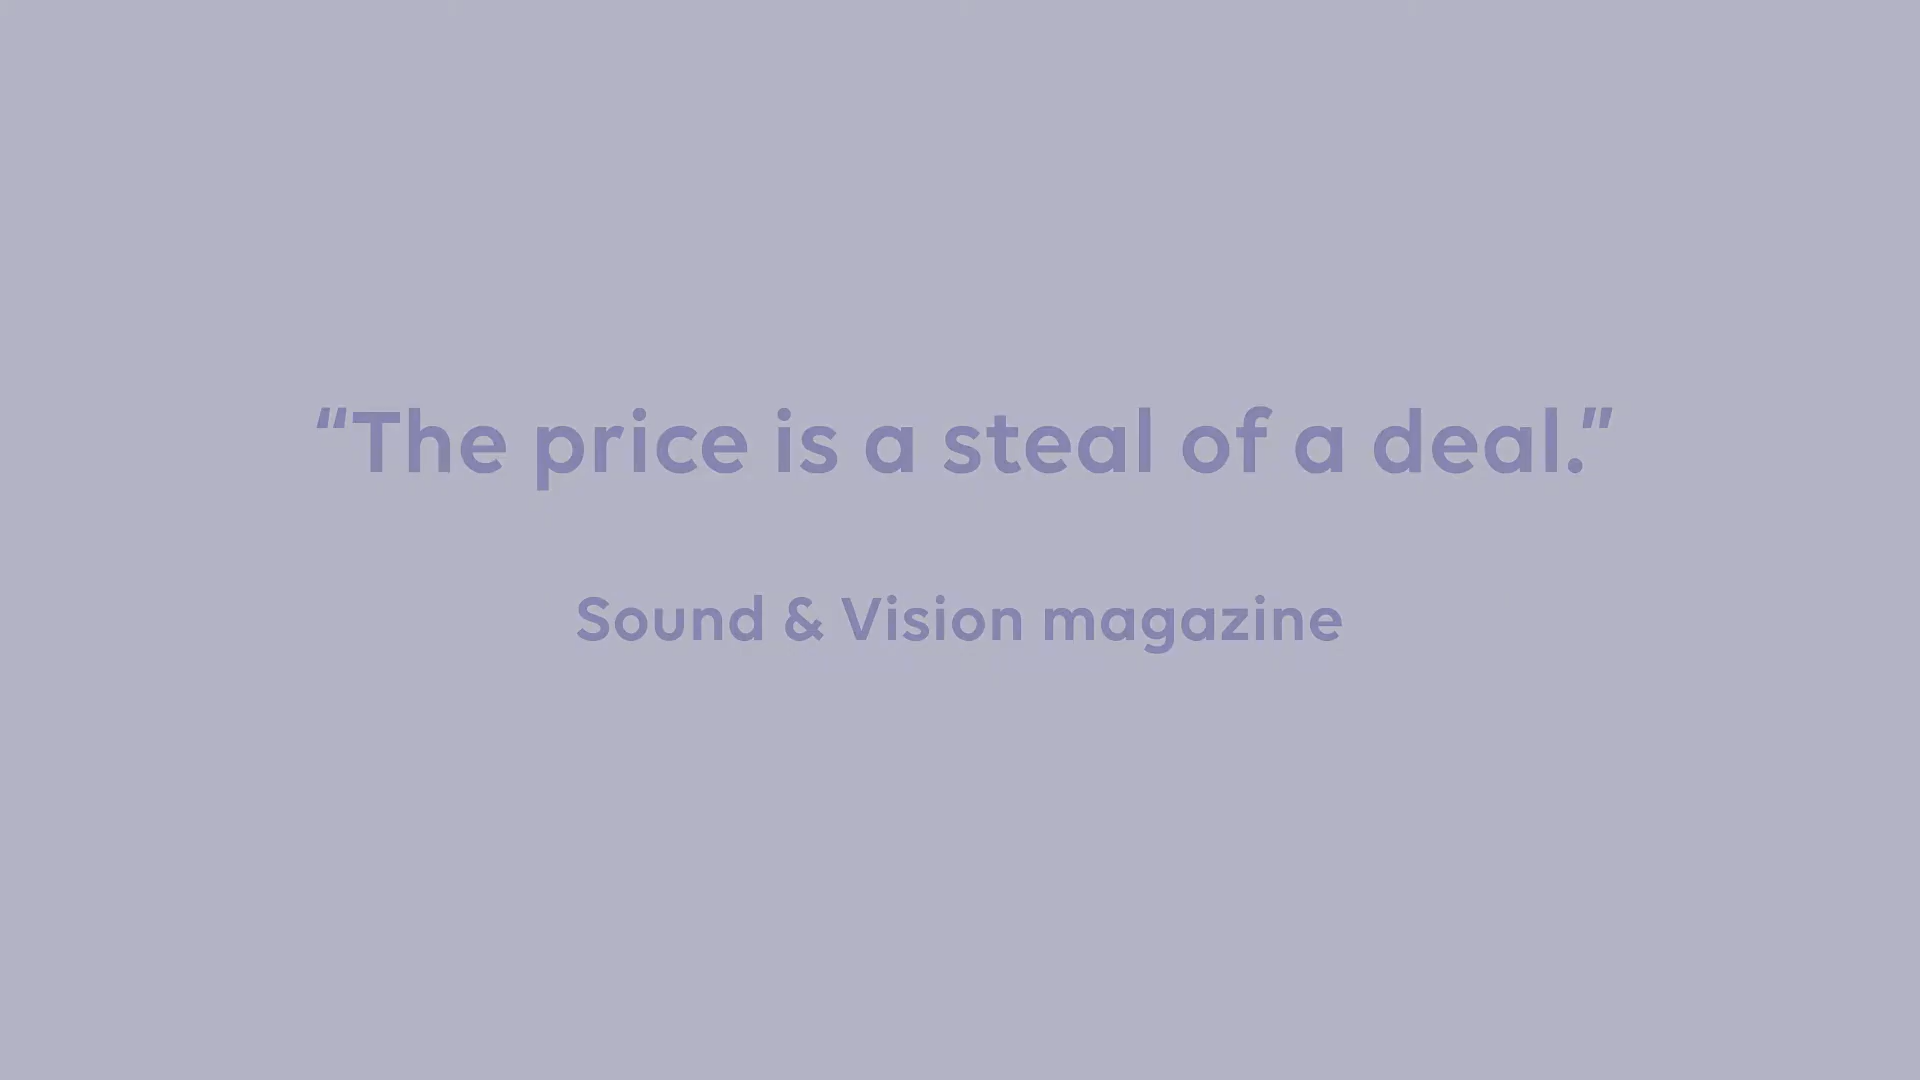 “The price is a steal of a deal.”
Sound & Vision magazine